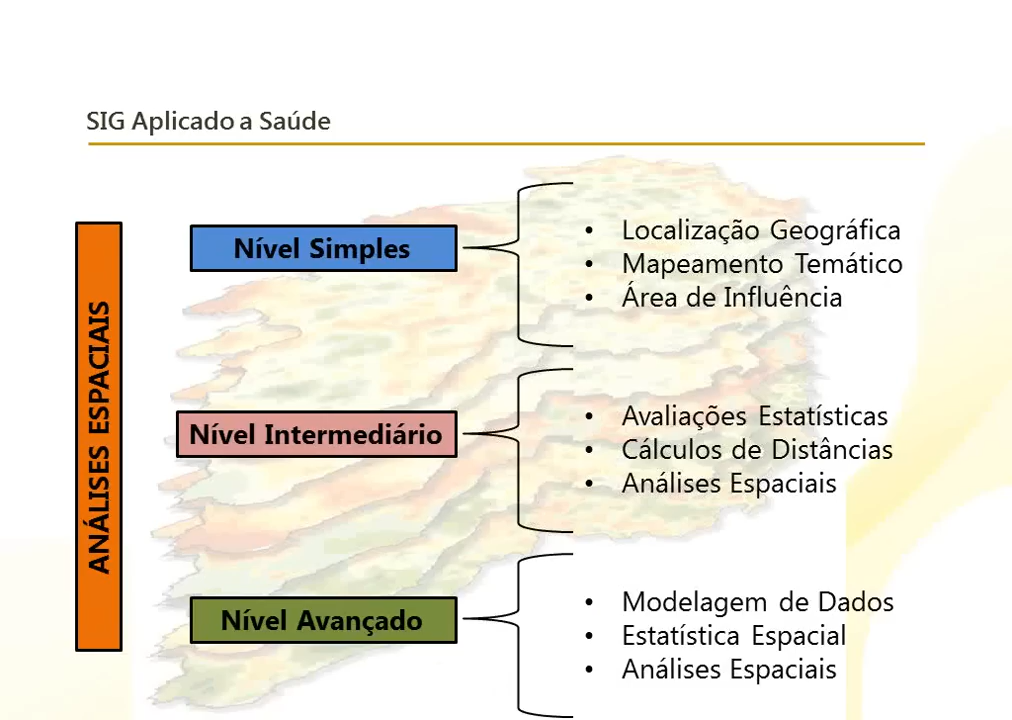 SIG Aplicado a Saúde
ANÁLISES ESPACIAIS
Nível Simples
• Localização Geográfica
• Mapeamento Temático
• Área de Influência
Nível Intermediário
• Avaliações Estatísticas
• Cálculos de Distâncias
• Análises Espaciais
Nível Avançado
• Modelagem de Dados
• Estatística Espacial
• Análises Espaciais